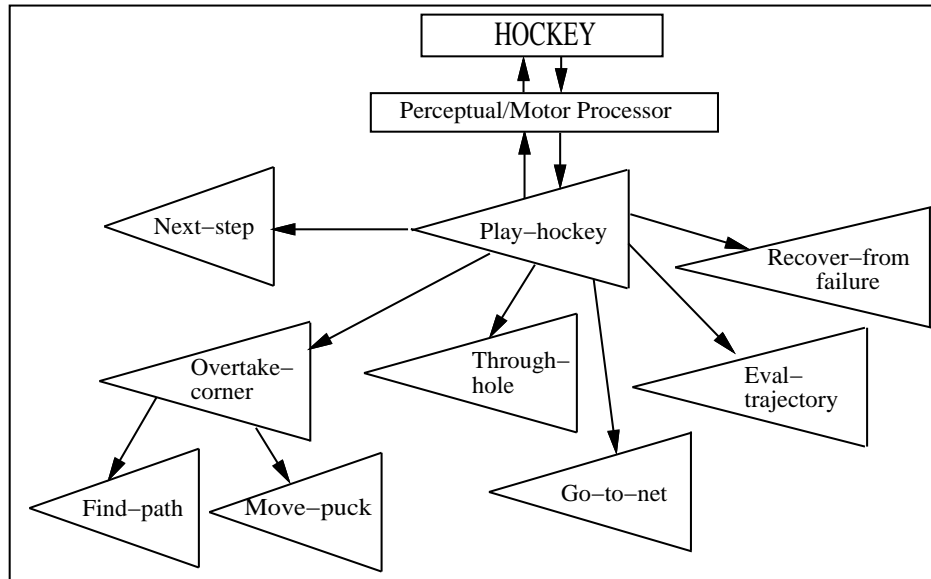 HOCKEY
Perceptual/Motor Processor
Next−step
Play−hockey
Recover−from
failure
Overtake−
corner
Through−
hole
Eval−
trajectory
Find−path
Move−puck
Go−to−net